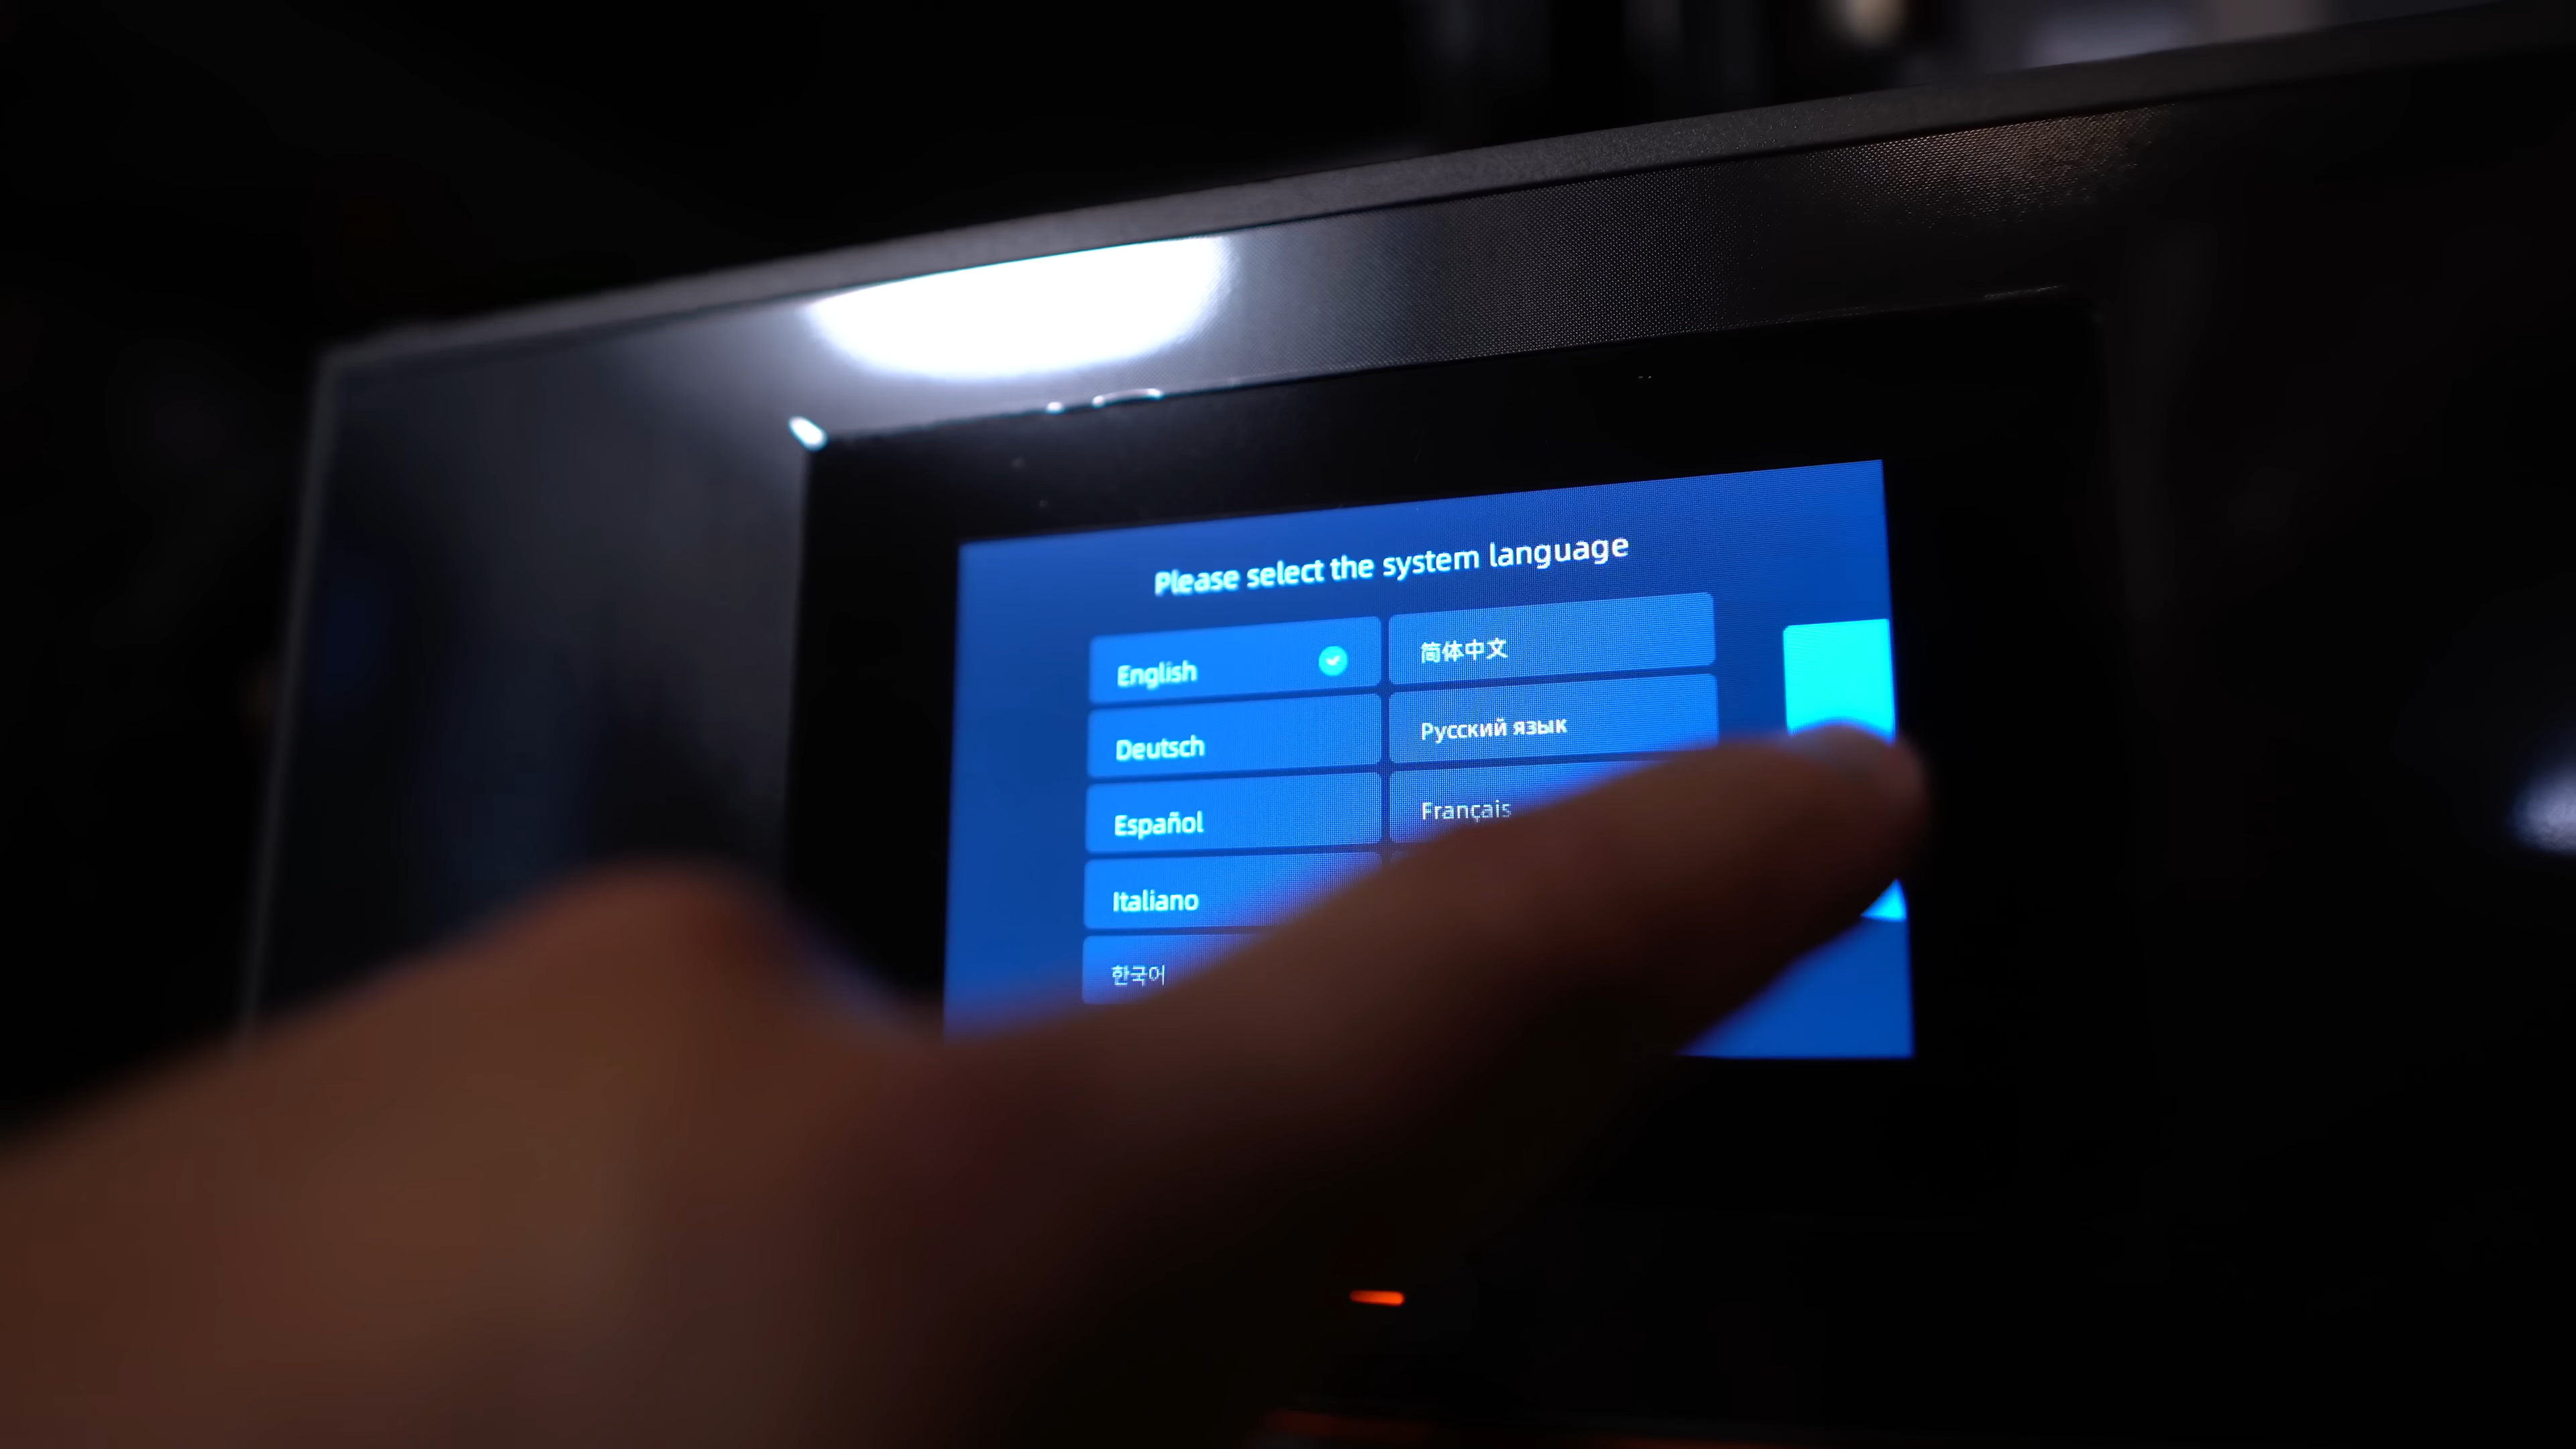 Please select the system language
English
简体中文
Deutsch
Русский язык
Español
Français
Italiano
한국어